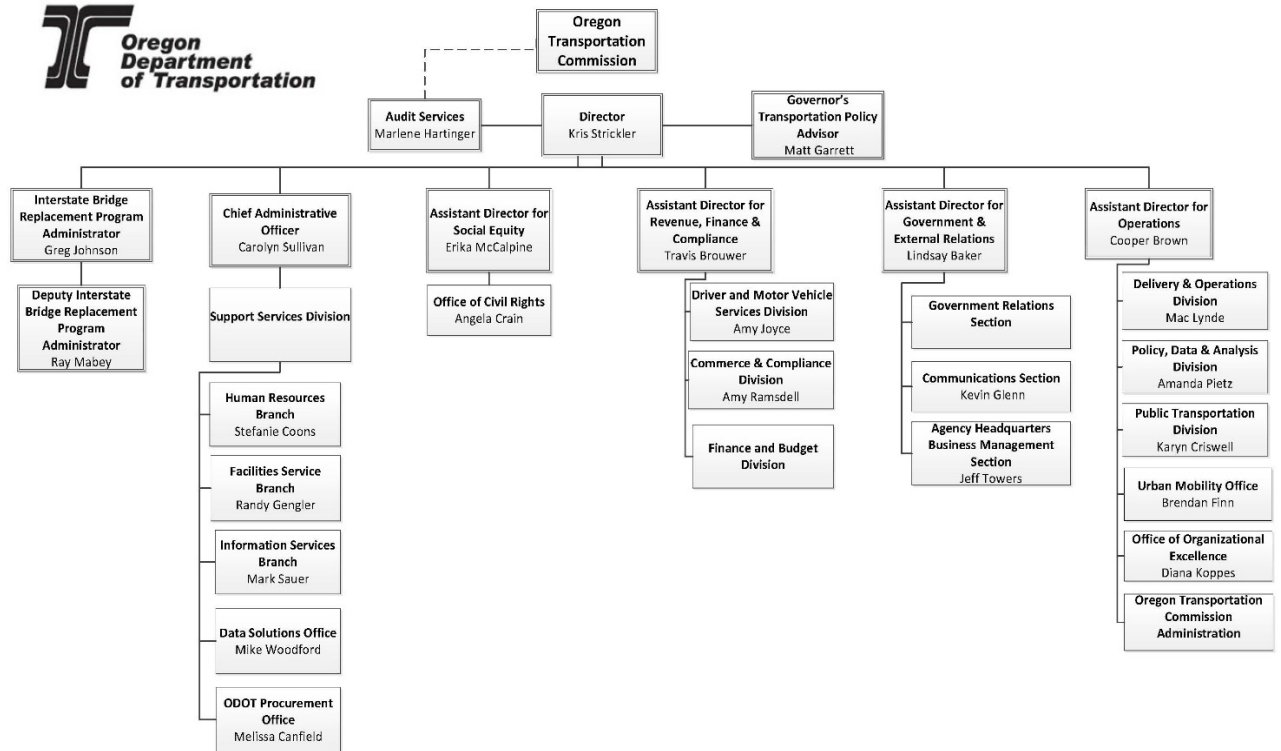 Oregon
Department
of Transportation
Oregon
Transportation
Commission
Audit Services
Marlene Hartinger
Director
Kris Strickler
Governor's
Transportation Policy
Advisor
Matt Garrett
Interstate Bridge
Replacement Program
Administrator
Greg Johnson
Deputy Interstate
Bridge Replacement
Program
Administrator
Ray Mabey
Chief Administrative
Officer
Carolyn Sullivan
Support Services Division
Human Resources
Branch
Stefanie Coons
Facilities Service
Branch
Randy Gengler
Information Services
Branch
Mark Sauer
Data Solutions Office
Mike Woodford
ODOT Procurement
Office
Melissa Canfield
Assistant Director for
Social Equity
Erika McCalpine
Office of Civil Rights
Angela Crain
Assistant Director for
Revenue, Finance &
Compliance
Travis Brouwer
Driver and Motor Vehicle
Services Division
Amy Joyce
Commerce & Compliance
Division
Amy Ramsdell
Finance and Budget
Division
Assistant Director for
Government &
External Relations
Lindsay Baker
Government Relations
Section
Communications Section
Kevin Glenn
Agency Headquarters
Business Management
Section
Jeff Towers
Assistant Director for
Operations
Cooper Brown
Delivery & Operations
Division
Mac Lynde
Policy, Data & Analysis
Division
Amanda Pietz
Public Transportation
Division
Karyn Criswell
Urban Mobility Office
Brendan Finn
Office of Organizational
Excellence
Diana Koppes
Oregon Transportation
Commission
Administration